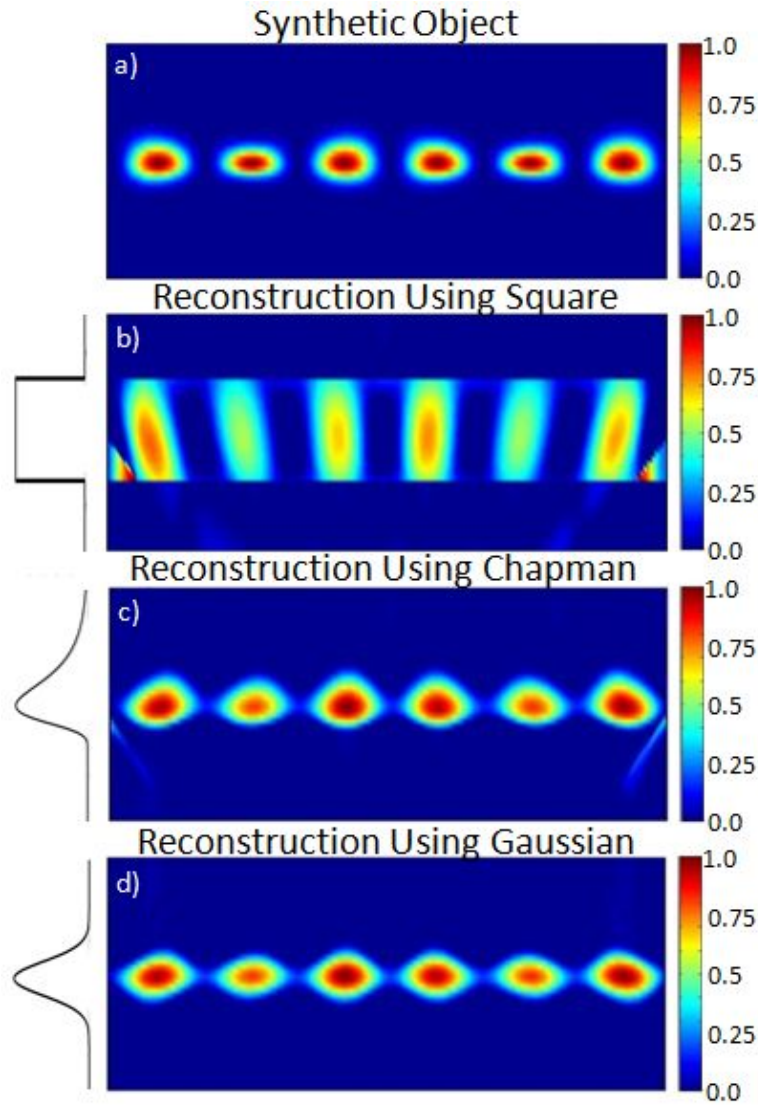 Synthetic Object
a)
1.0
0.75
0.5
0.25
0.0
Reconstruction Using Square
b)
1.0
0.75
0.5
0.25
0.0
Reconstruction Using Chapman
c)
1.0
0.75
0.5
0.25
0.0
Reconstruction Using Gaussian
d)
1.0
0.75
0.5
0.25
0.0